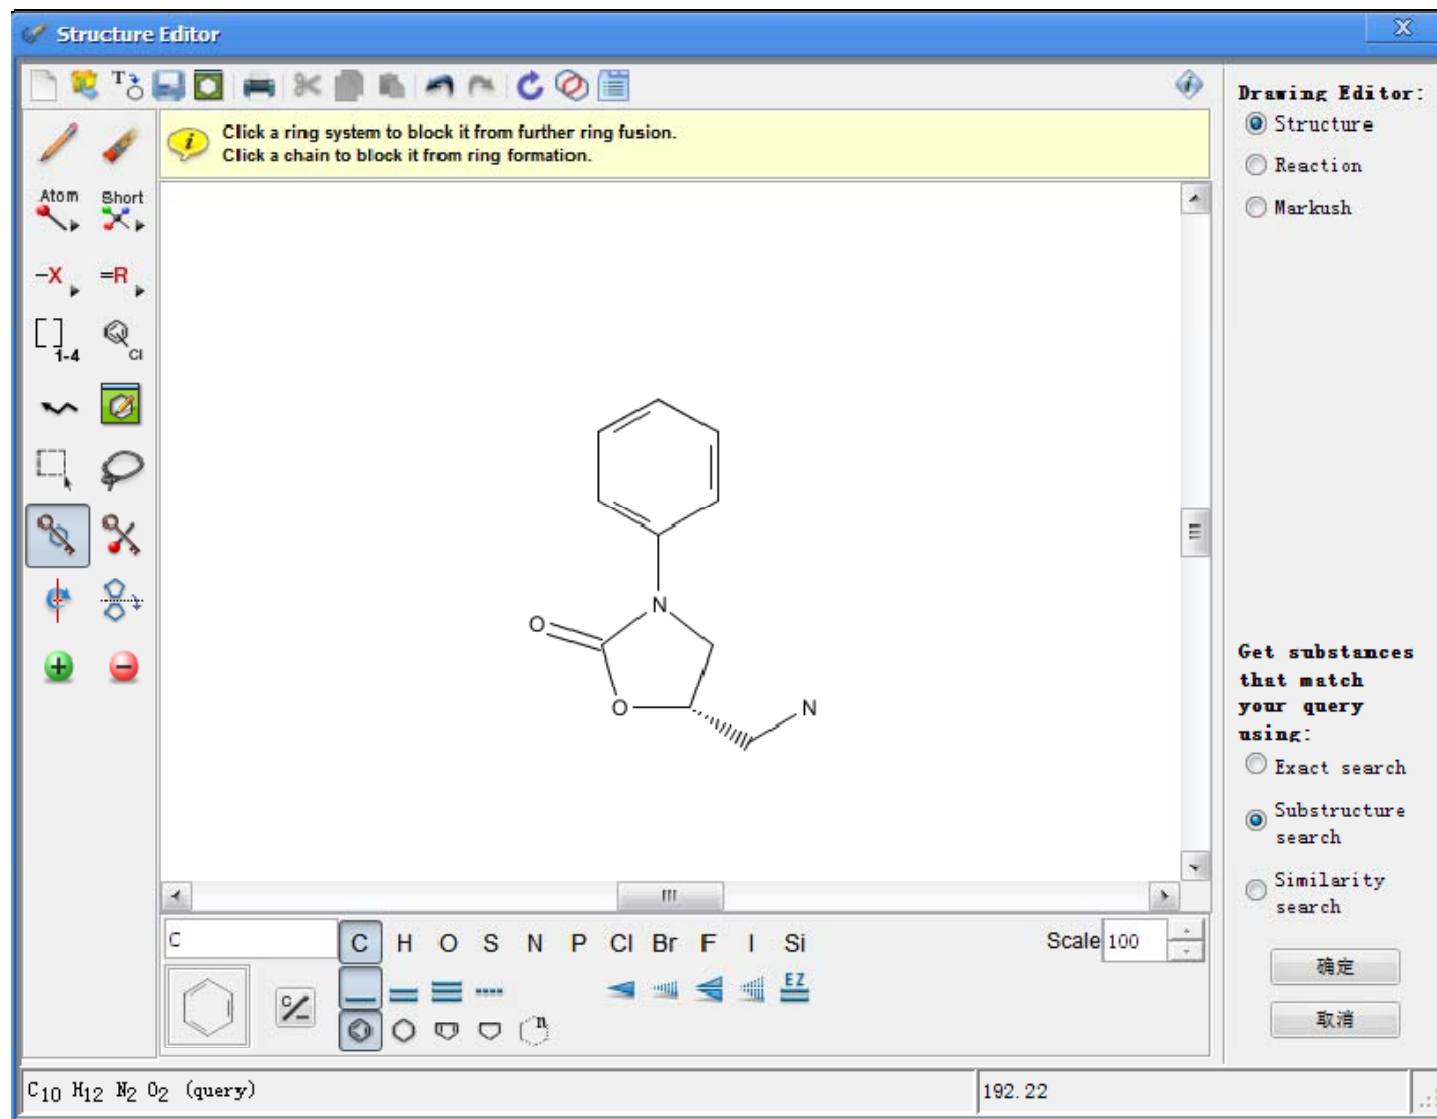 Structure Editor
X
T
Click a ring system to block it from further ring fusion.
Click a chain to block it from ring formation.
Drawing Editor:
Structure
Reaction
Markush
Atom
Short
-X
=R
[ ] 1-4
Cl
N
O
O
N
Get substances
that match
your query
using:
Exact search
Substructure
search
Similarity
search
确定
取消
C
C H O S N P Cl Br F I Si
Scale 100
C
EZ
n
C10 H12 N2 O2 (query)
192.22